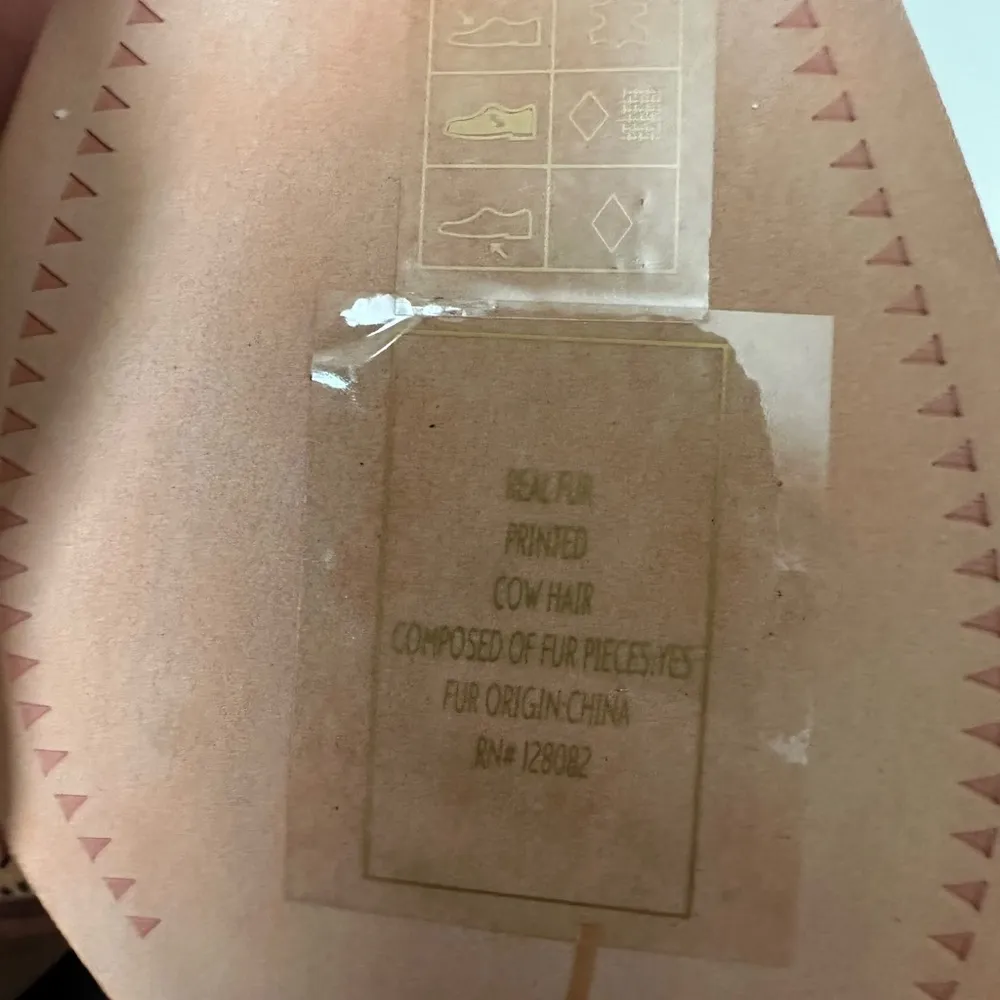 REAL FUR
PRINTED
COW HAIR
COMPOSED OF FUR PIECES:YES
FUR ORIGIN:CHINA
RN# 128082